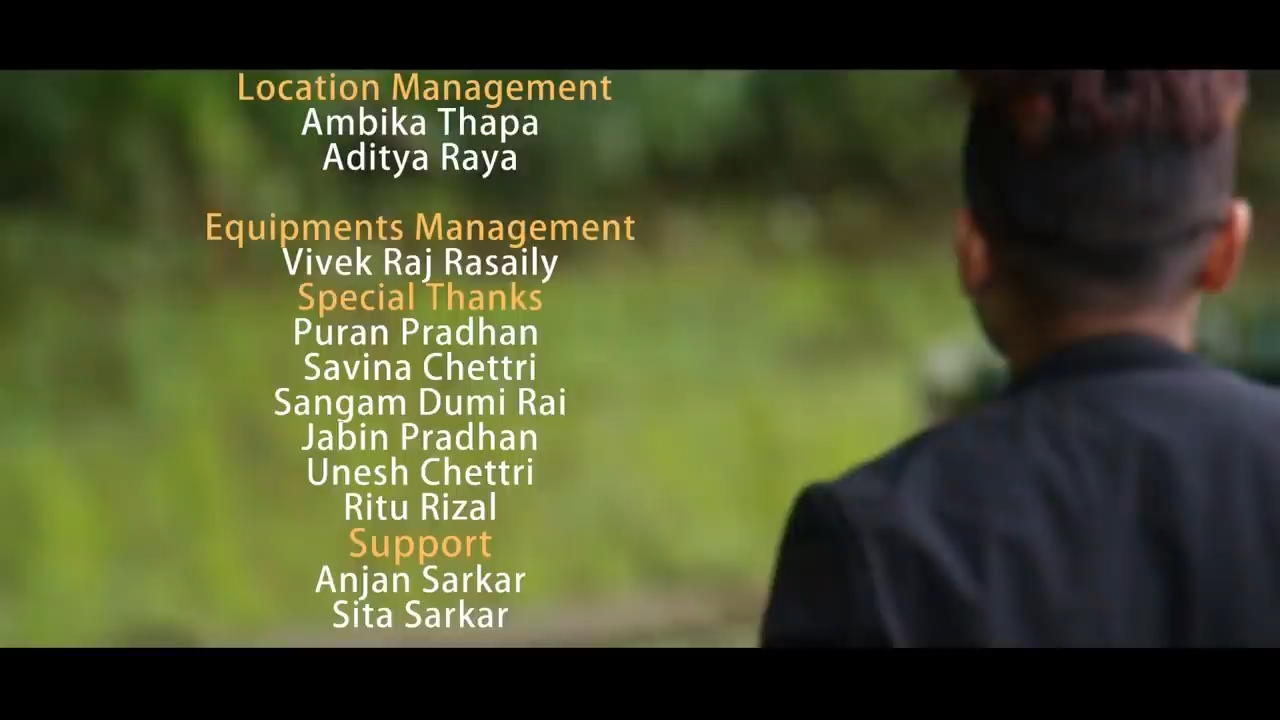 Location Management
Ambika Thapa
Aditya Raya
Equipments Management
Vivek Raj Rasaily
Special Thanks
Puran Pradhan
Savina Chettri
Sangam Dumi Rai
Jabin Pradhan
Unesh Chettri
Ritu Rizal
Support
Anjan Sarkar
Sita Sarkar